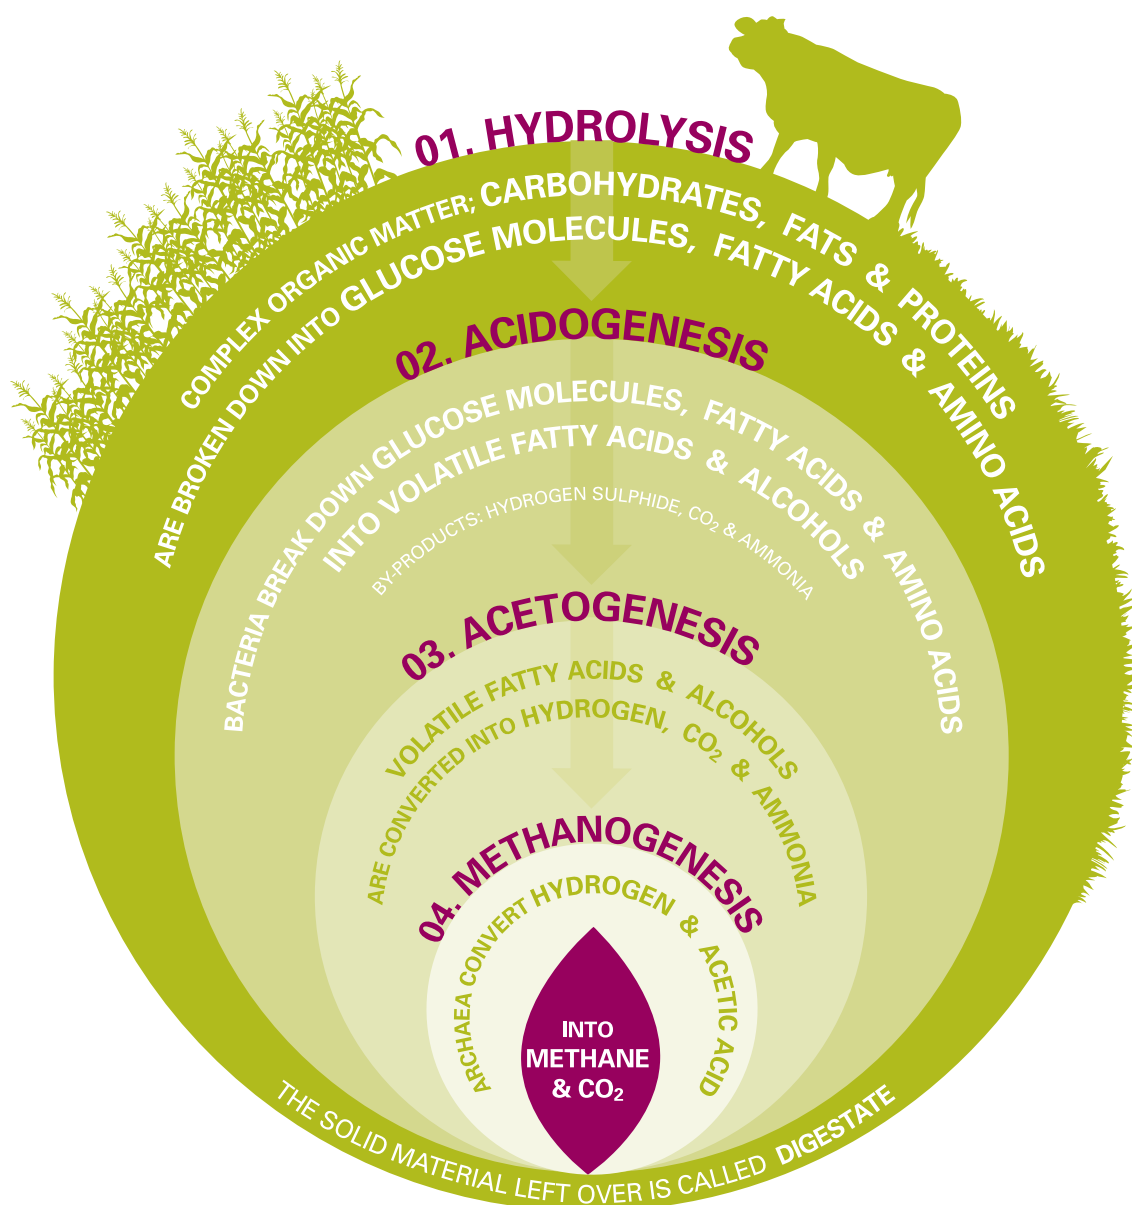 01. HYDROLYSIS
COMPLEX ORGANIC MATTER; CARBOHYDRATES, FATS & PROTEINS
ARE BROKEN DOWN INTO GLUCOSE MOLECULES, FATTY ACIDS & AMINO ACIDS
02. ACIDOGENESIS
BACTERIA BREAK DOWN GLUCOSE MOLECULES, FATTY ACIDS & AMINO ACIDS
INTO VOLATILE FATTY ACIDS & ALCOHOLS
BY-PRODUCTS: HYDROGEN SULPHIDE, CO₂ & AMMONIA
03. ACETOGENESIS
VOLATILE FATTY ACIDS & ALCOHOLS
ARE CONVERTED INTO HYDROGEN, CO₂ & AMMONIA
04. METHANOGENESIS
ARCHAEA CONVERT HYDROGEN & ACETIC ACID
INTO
METHANE
& CO₂
THE SOLID MATERIAL LEFT OVER IS CALLED DIGESTATE